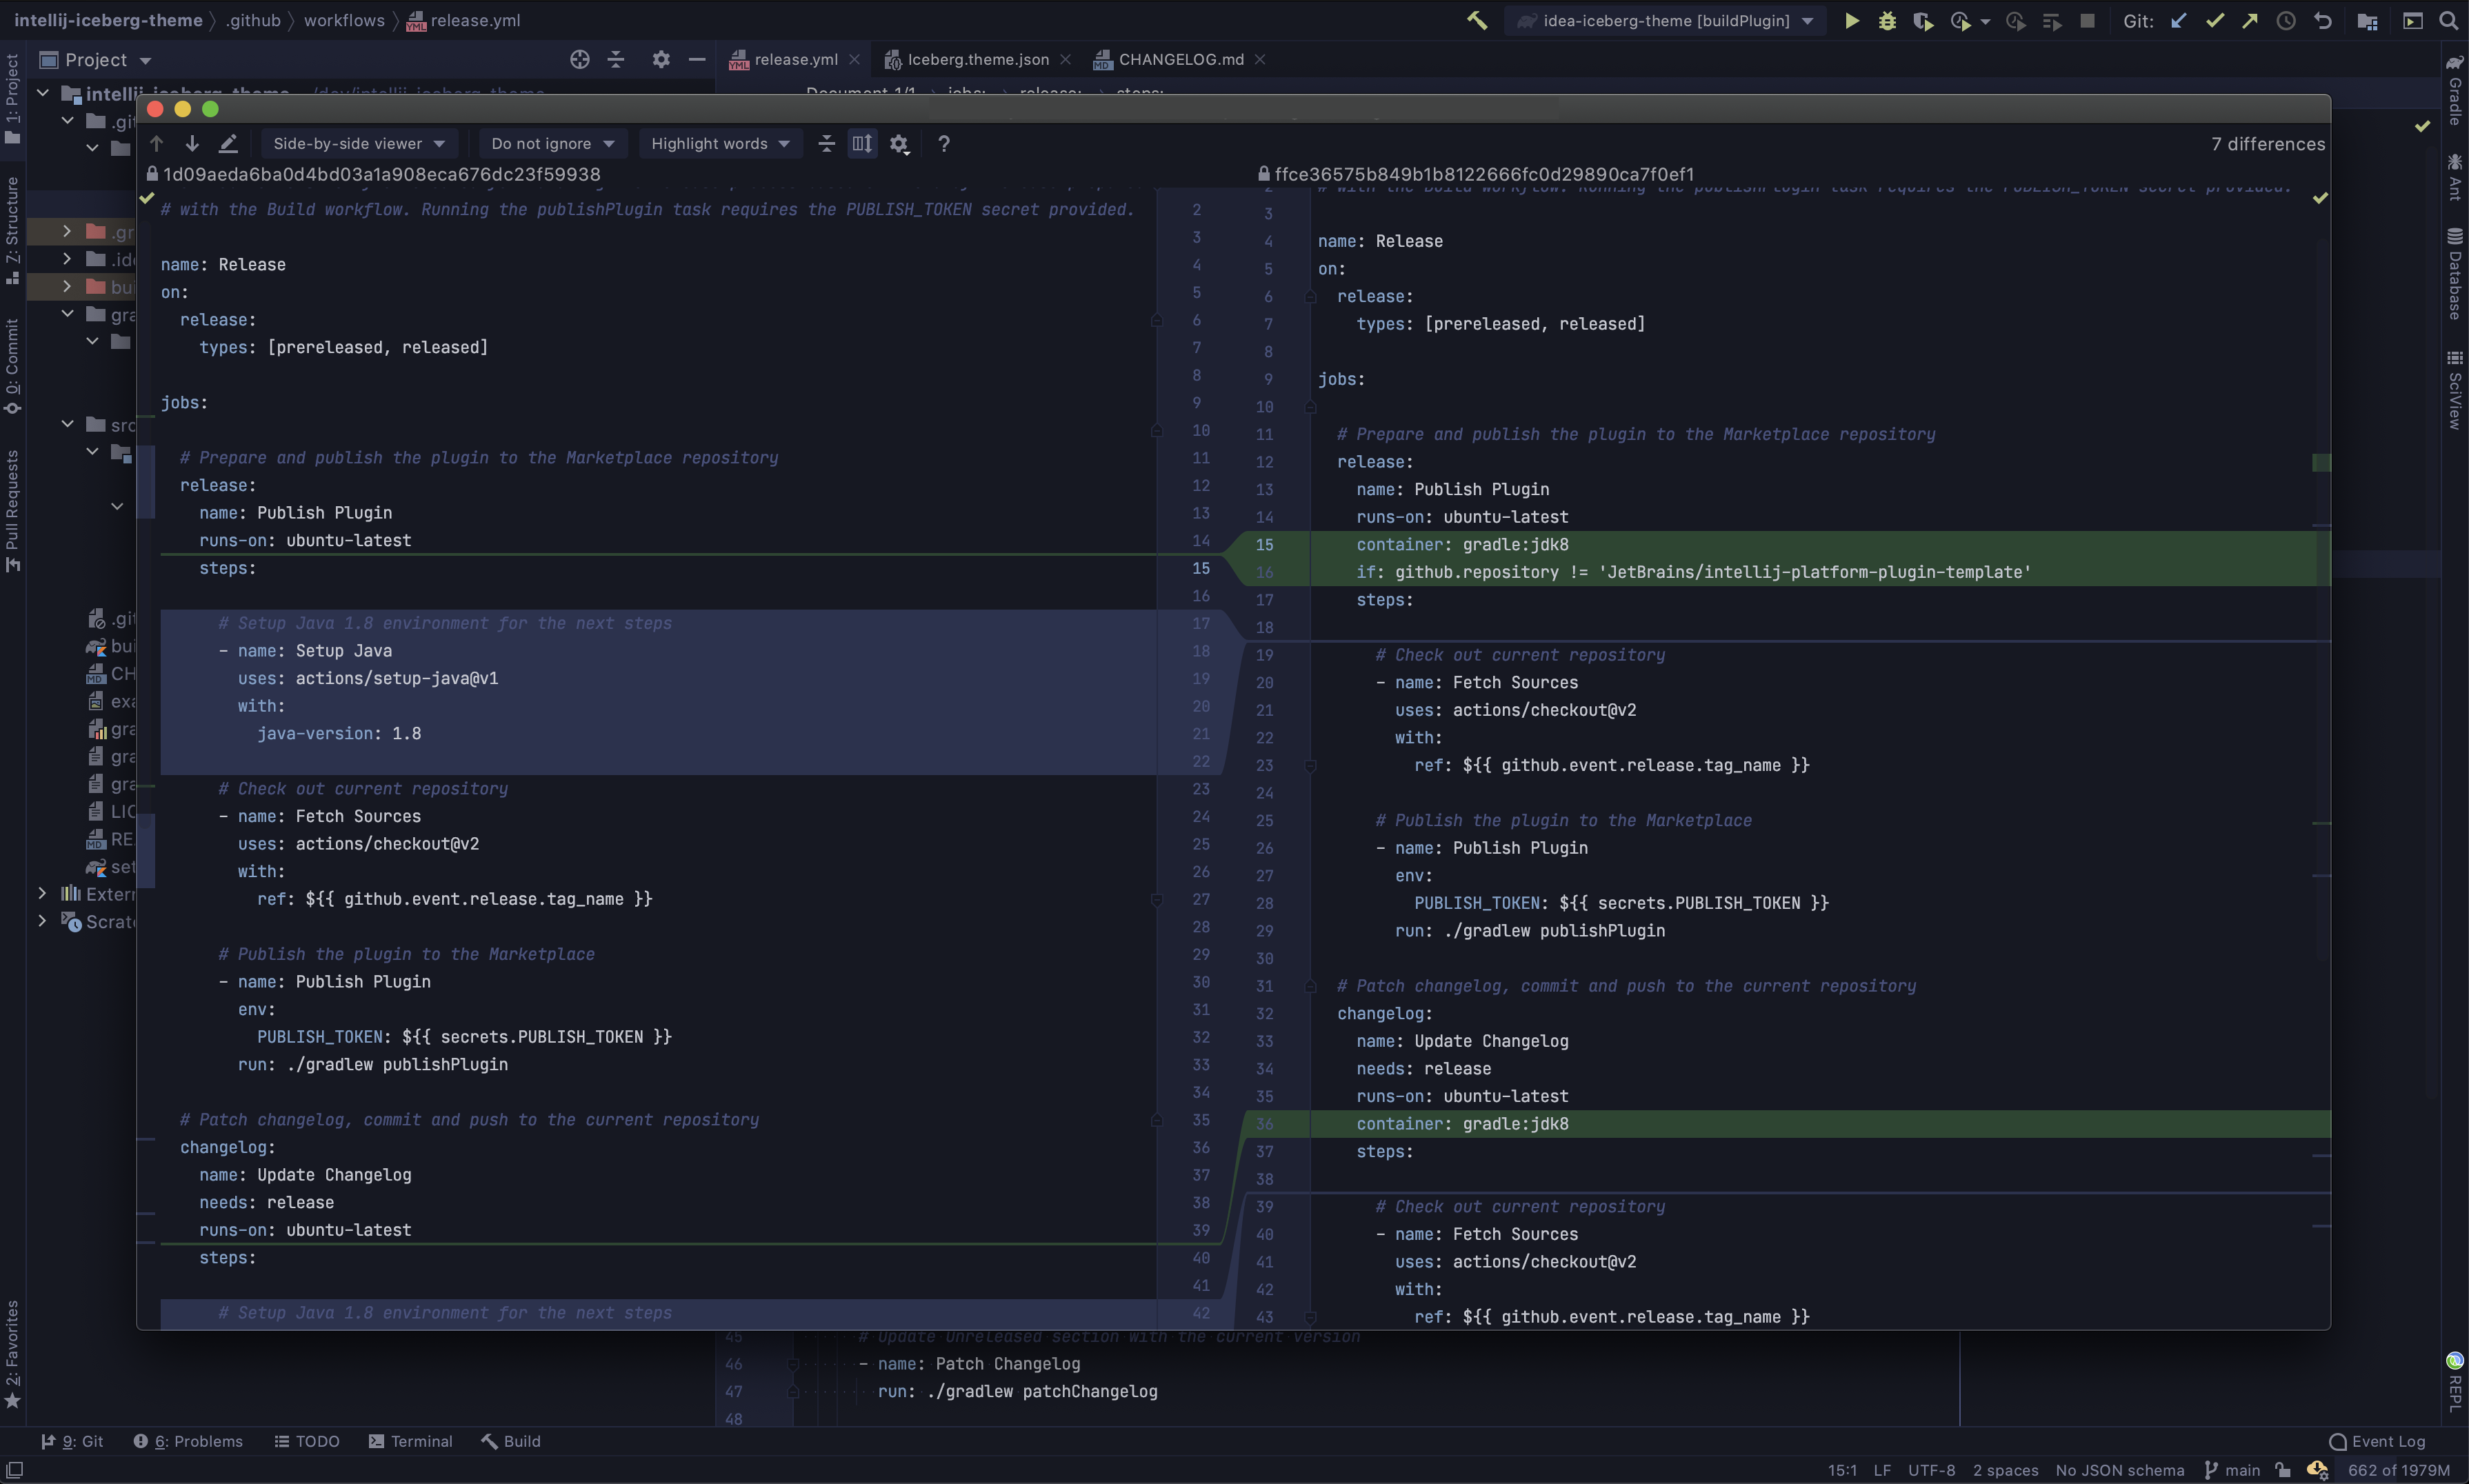 intellij-iceberg-theme 〉 .github 〉 workflows 〉 release.yml
idea-iceberg-theme [buildPlugin]
Git:
Project
release.yml
Iceberg.theme.json
CHANGELOG.md
1: Project
Z: Structure
0: Commit
Pull Requests
2: Favorites
Gradle
Ant
Database
SciView
REPL
.git
.gr
.ide
bui
gra
src
.git
bui
CH
exa
gra
gra
gra
LIC
RE
set
Extern
Scrat
Side-by-side viewer
Do not ignore
Highlight words
?
7 differences
1d09aeda6ba0d4bd03a1a908eca676dc23f59938
# with the Build workflow. Running the publishPlugin task requires the PUBLISH_TOKEN secret provided. 2
3
name: Release 4
on: 5
release: 6
types: [prereleased, released] 7
8
jobs: 9
10
# Prepare and publish the plugin to the Marketplace repository 11
release: 12
name: Publish Plugin 13
runs-on: ubuntu-latest 14
steps: 15
16
# Setup Java 1.8 environment for the next steps 17
- name: Setup Java 18
uses: actions/setup-java@v1 19
with: 20
java-version: 1.8 21
22
# Check out current repository 23
- name: Fetch Sources 24
uses: actions/checkout@v2 25
with: 26
ref: ${{ github.event.release.tag_name }} 27
28
# Publish the plugin to the Marketplace 29
- name: Publish Plugin 30
env: 31
PUBLISH_TOKEN: ${{ secrets.PUBLISH_TOKEN }} 32
run: ./gradlew publishPlugin 33
34
# Patch changelog, commit and push to the current repository 35
changelog: 36
name: Update Changelog 37
needs: release 38
runs-on: ubuntu-latest 39
steps: 40
41
# Setup Java 1.8 environment for the next steps 42
ffce36575b849b1b8122666fc0d29890ca7f0ef1
2 # with the Build workflow. Running the publishPlugin task requires the PUBLISH_TOKEN secret provided.
3
4 name: Release
5 on:
6 release:
7 types: [prereleased, released]
8
9 jobs:
10
11 # Prepare and publish the plugin to the Marketplace repository
12 release:
13 name: Publish Plugin
14 runs-on: ubuntu-latest
15 container: gradle:jdk8
16 if: github.repository != 'JetBrains/intellij-platform-plugin-template'
17 steps:
18
19 # Check out current repository
20 - name: Fetch Sources
21 uses: actions/checkout@v2
22 with:
23 ref: ${{ github.event.release.tag_name }}
24
25 # Publish the plugin to the Marketplace
26 - name: Publish Plugin
27 env:
28 PUBLISH_TOKEN: ${{ secrets.PUBLISH_TOKEN }}
29 run: ./gradlew publishPlugin
30
31 # Patch changelog, commit and push to the current repository
32 changelog:
33 name: Update Changelog
34 needs: release
35 runs-on: ubuntu-latest
36 container: gradle:jdk8
37 steps:
38
39 # Check out current repository
40 - name: Fetch Sources
41 uses: actions/checkout@v2
42 with:
43 ref: ${{ github.event.release.tag_name }}
45 # Update Unreleased section with the current version
46 - name: Patch Changelog
47 run: ./gradlew patchChangelog
48
9: Git
6: Problems
TODO
Terminal
Build
Event Log
15:1 LF UTF-8 2 spaces No JSON schema main 662 of 1979M